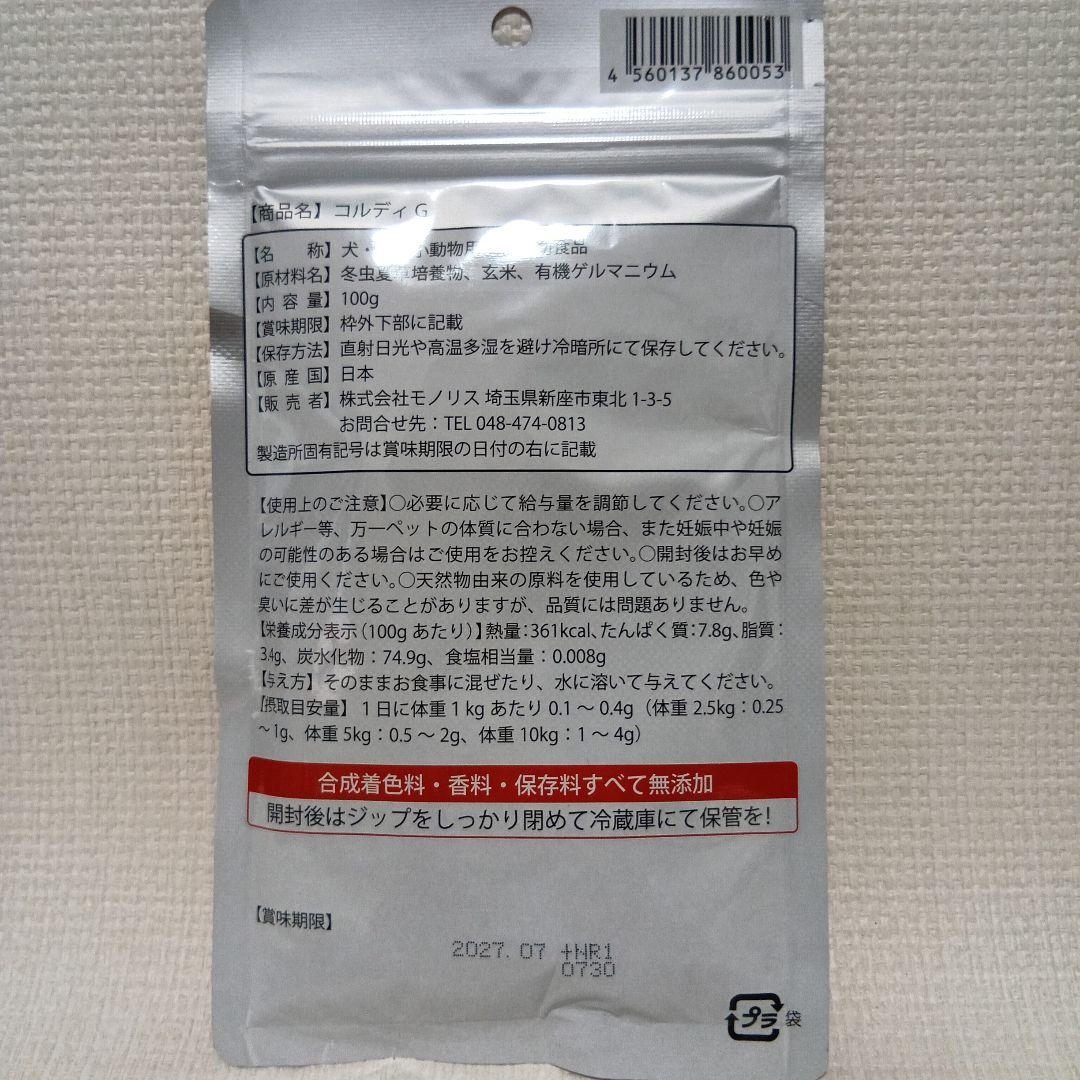 4 560137 860053
【商品名】コルディG
【名　　称】犬・ 小動物用 食品
【原材料名】冬虫夏草培養物、玄米、有機ゲルマニウム
【内 容 量】100g
【賞味期限】枠外下部に記載
【保存方法】直射日光や高温多湿を避け冷暗所にて保存してください。
【原 産 国】日本
【販 売 者】株式会社モノリス 埼玉県新座市東北1-3-5
お問合せ先：TEL 048-474-0813
製造所固有記号は賞味期限の日付の右に記載
【使用上のご注意】○必要に応じて給与量を調節してください。○ア
レルギー等、万一ペットの体質に合わない場合、また妊娠中や妊娠
の可能性のある場合はご使用をお控えください。○開封後はお早め
にご使用ください。○天然物由来の原料を使用しているため、色や
臭いに差が生じることがありますが、品質には問題ありません。
【栄養成分表示（100gあたり）】熱量：361kcal、たんぱく質：7.8g、脂質：
3.4g、炭水化物：74.9g、食塩相当量：0.008g
【与え方】そのままお食事に混ぜたり、水に溶いて与えてください。
【摂取目安量】1日に体重1kgあたり0.1～0.4g（体重2.5kg：0.25
～1g、体重5kg：0.5～2g、体重10kg：1～4g）
合成着色料・香料・保存料すべて無添加
開封後はジップをしっかり閉めて冷蔵庫にて保管を！
【賞味期限】
2027.07 +NR1
0730
プラ 袋